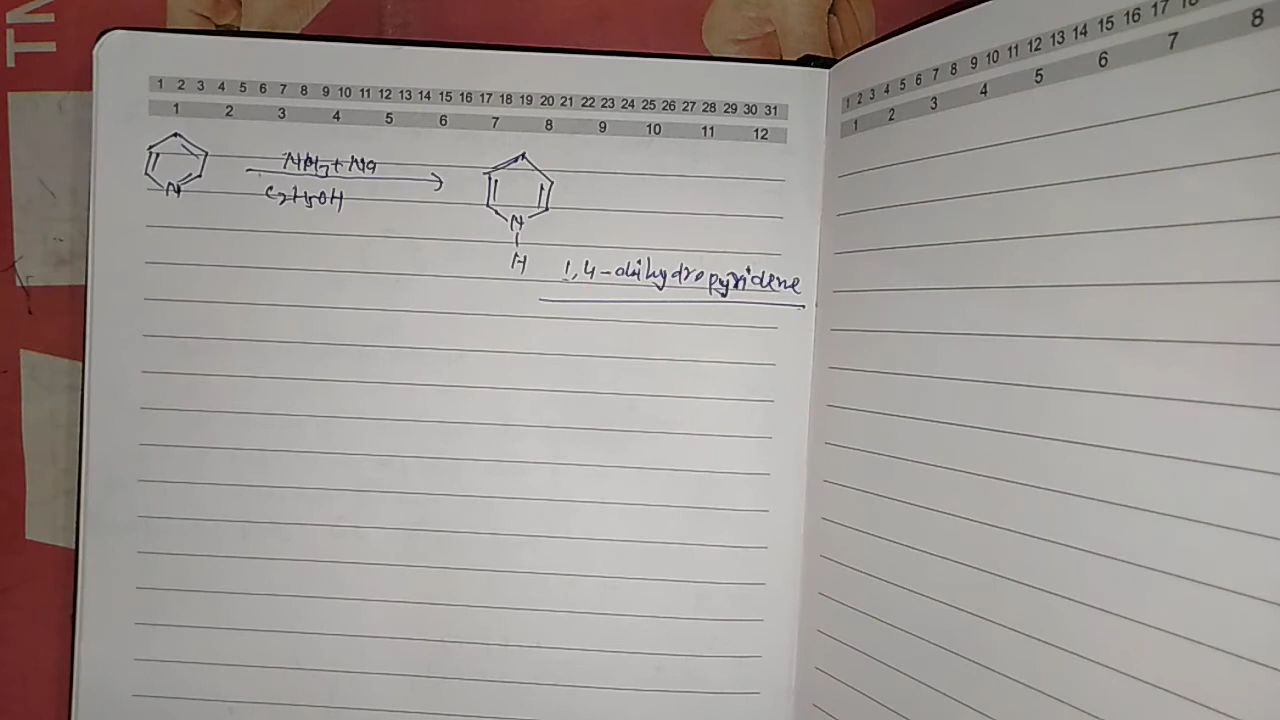 TM
1 2 3 4 5 6 7 8 9 10 11 12 13 14 15 16 17 18 19 20 21 22 23 24 25 26 27 28 29 30 31
1 2 3 4 5 6 7 8 9 10 11 12
NH3 + Na
C2H5OH
N
N
H
1,4-dihydropyridene
1 2 3 4 5 6 7 8 9 10 11 12 13 14 15 16 17 18
1 2 3 4 5 6 7 8